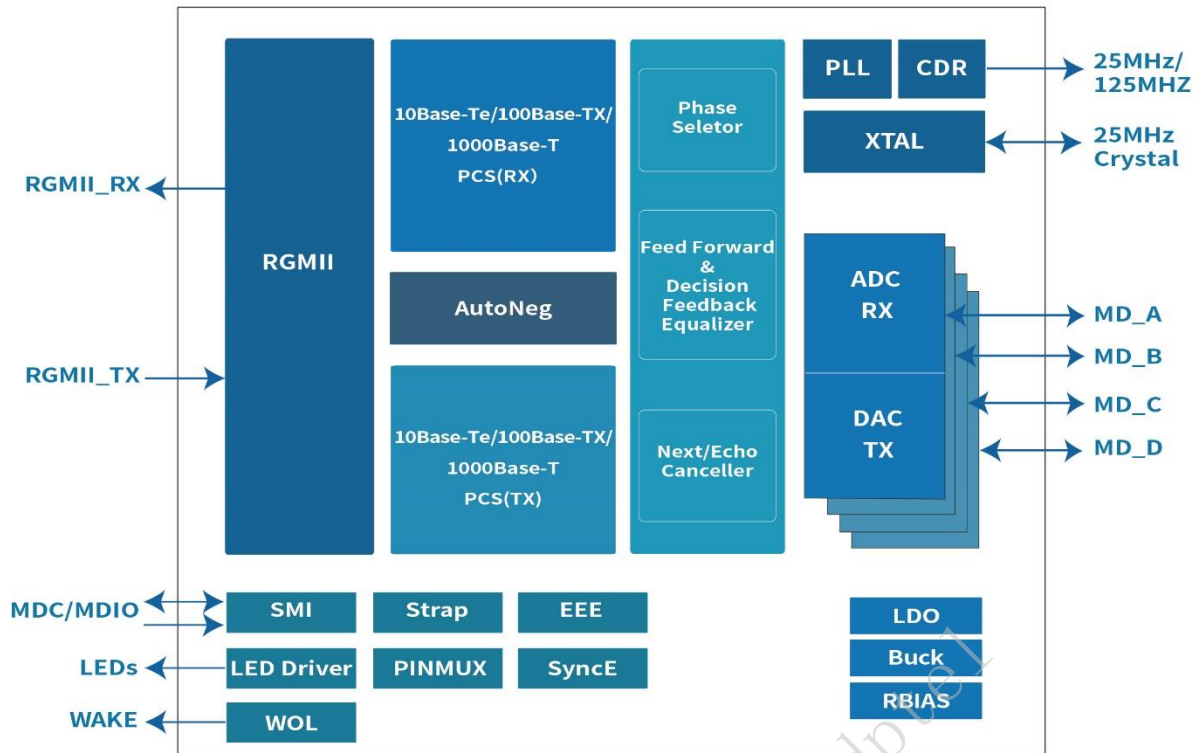 PLL
CDR
25MHz/
125MHZ
XTAL
25MHz
Crystal
RGMII_RX
RGMII_TX
RGMII
10Base-Te/100Base-TX/
1000Base-T
PCS(RX)
AutoNeg
10Base-Te/100Base-TX/
1000Base-T
PCS(TX)
Phase
Seletor
Feed Forward
&
Decision
Feedback
Equalizer
Next/Echo
Canceller
ADC
RX
DAC
TX
MD_A
MD_B
MD_C
MD_D
MDC/MDIO
SMI
Strap
EEE
LEDs
LED Driver
PINMUX
SyncE
WAKE
WOL
LDO
Buck
RBIAS